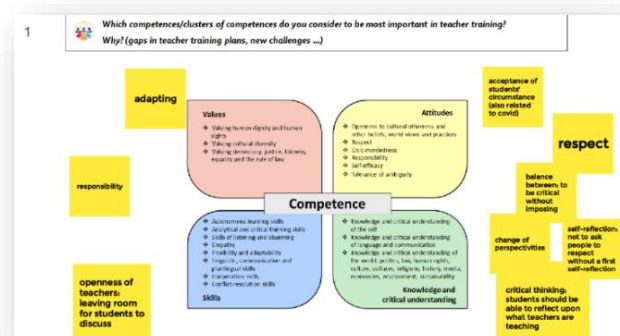 1
Which competences/clusters of competences do you consider to be most important in teacher training?
Why? (gaps in teacher training plans, new challenges ...)
adapting
responsibility
openness of
teachers:
leaving room
for students to
discuss
Values
❖ Valuing human dignity and human
rights
❖ Valuing cultural diversity
❖ Valuing democracy, justice, fairness,
equality and the rule of law
Attitudes
❖ Openness to cultural otherness and
other beliefs, world views and practices
❖ Respect
❖ Civic-mindedness
❖ Responsibility
❖ Self-efficacy
❖ Tolerance of ambiguity
Competence
❖ Autonomous learning skills
❖ Analytical and critical thinking skills
❖ Skills of listening and observing
❖ Empathy
❖ Flexibility and adaptability
❖ Linguistic, communicative and
plurilingual skills
❖ Cooperation skills
❖ Conflict-resolution skills
Skills
❖ Knowledge and critical understanding
of the self
❖ Knowledge and critical understanding
of language and communication
❖ Knowledge and critical understanding of
the world: politics, law, human rights,
culture, cultures, religions, history, media,
economies, environment, sustainability
Knowledge and
critical understanding
acceptance of
students'
circumstance
(also related
to covid)
respect
balance
between: to
be critical
without
imposing
change of
perspectivities
self-reflection:
not to ask
people to
respect
without a first
self-reflection
critical thinking:
students should be
able to reflect upon
what teachers are
teaching